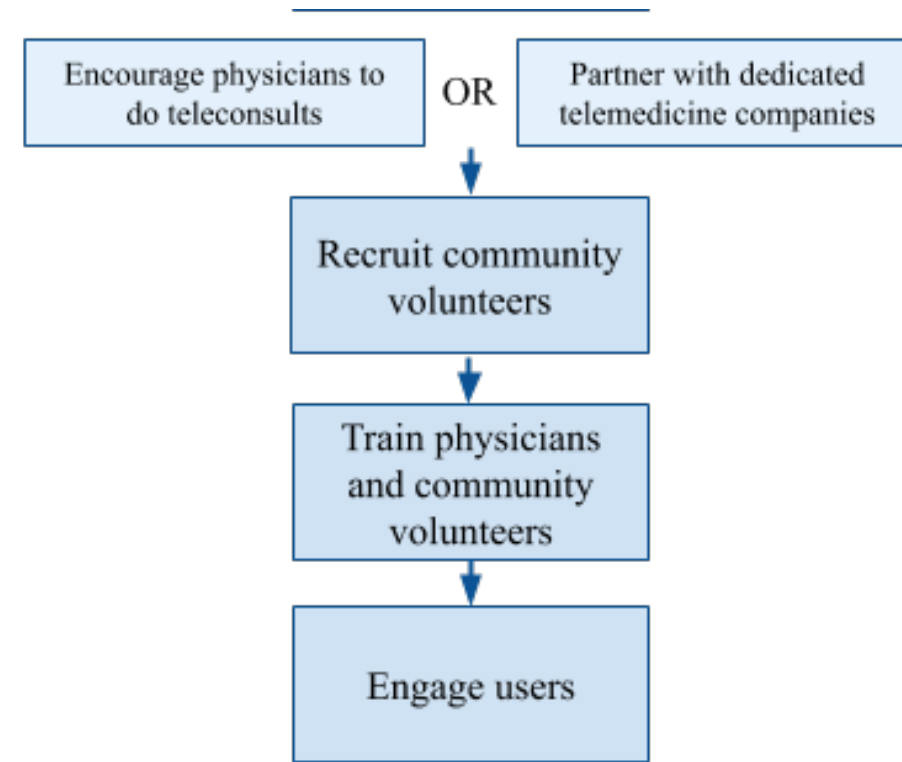 Encourage physicians to
do teleconsults
OR
Partner with dedicated
telemedicine companies
Recruit community
volunteers
Train physicians
and community
volunteers
Engage users